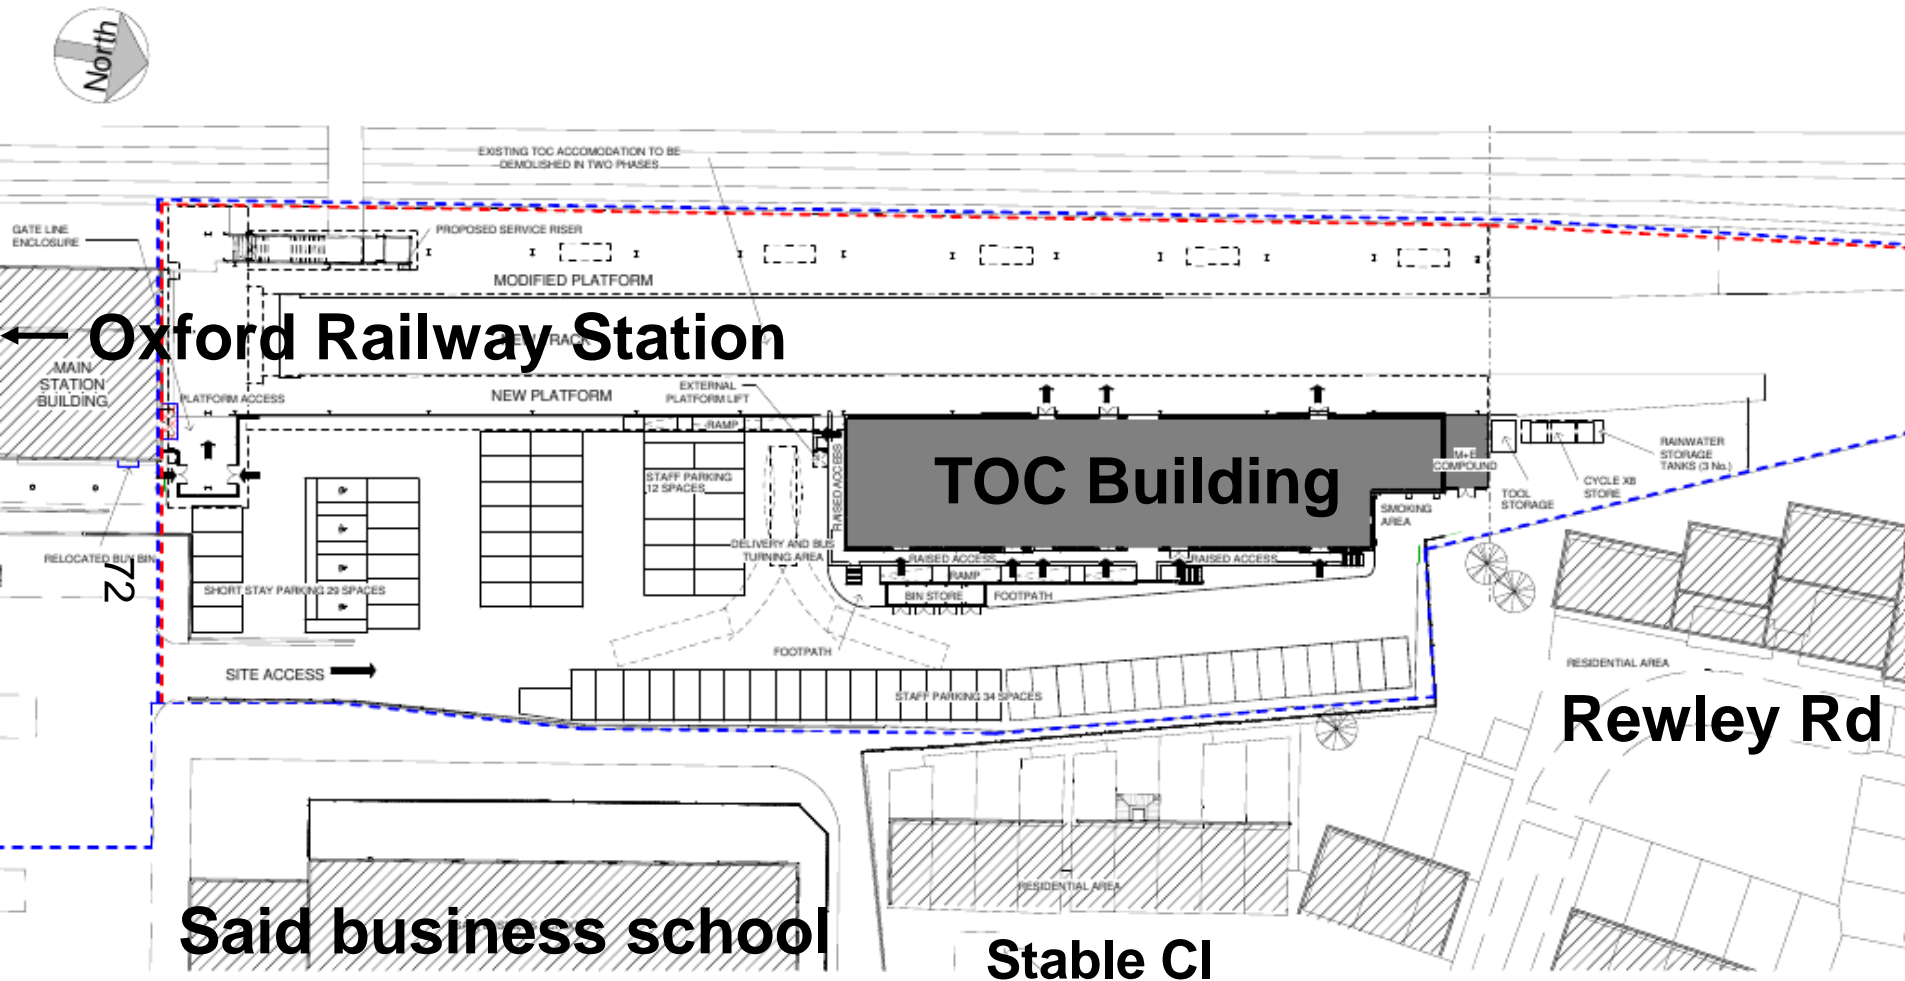 North
EXISTING TOC ACCOMODATION TO BE
DEMOLISHED IN TWO PHASES
GATE LINE
ENCLOSURE
PROPOSED SERVICE RISER
MODIFIED PLATFORM
Oxford Railway Station
MAIN
STATION
BUILDING
PLATFORM ACCESS
NEW PLATFORM
EXTERNAL
PLATFORM LIFT
RAMP
RAISED ACCESS
STAFF PARKING
12 SPACES
TOC Building
M+E
COMPOUND
RAINWATER
STORAGE
TANKS (3 No.)
CYCLE X8
STORE
TOOL
STORAGE
SMOKING
AREA
RELOCATED BUY BIN
72
DELIVERY AND BUS
TURNING AREA
RAISED ACCESS
RAISED ACCESS
RAMP
SHORT STAY PARKING 29 SPACES
BIN STORE
FOOTPATH
FOOTPATH
SITE ACCESS
STAFF PARKING 34 SPACES
RESIDENTIAL AREA
Rewley Rd
RESIDENTIAL AREA
Said business school
Stable Cl